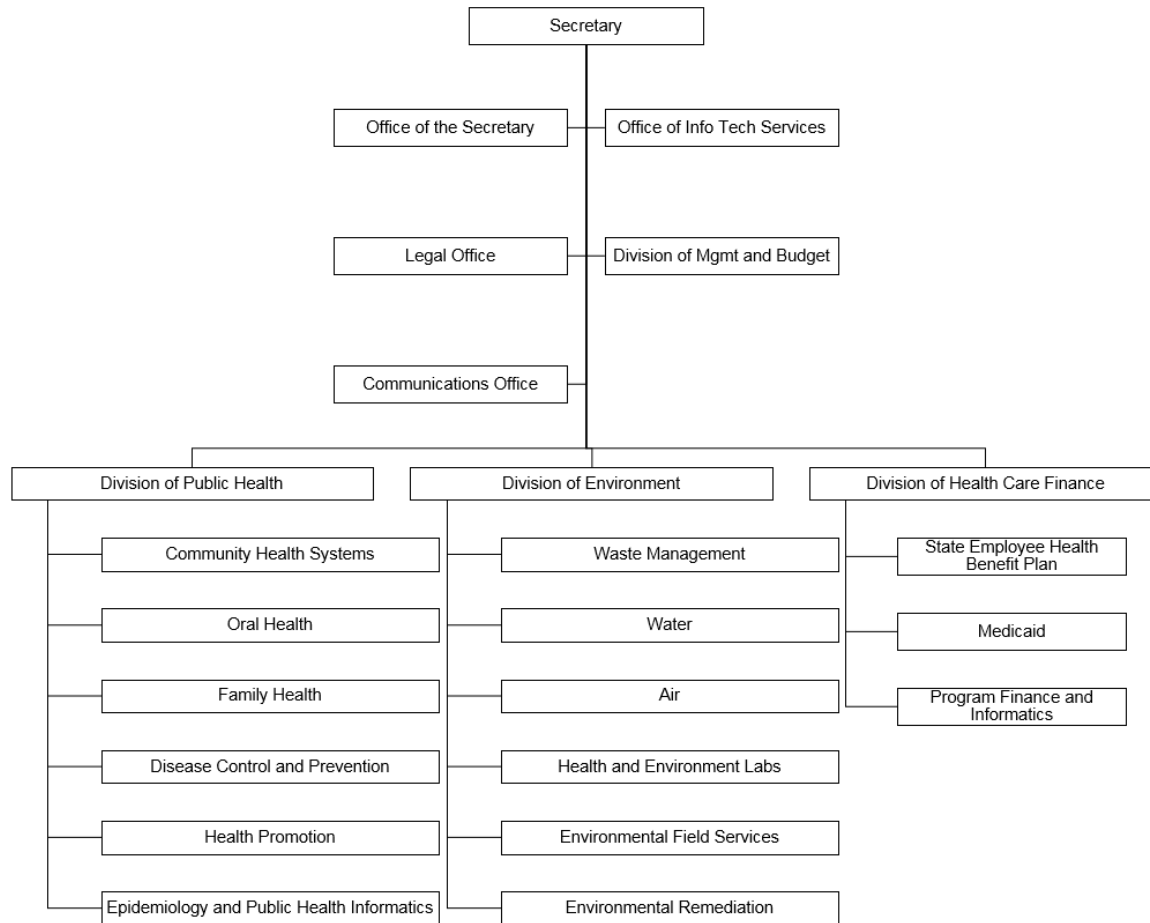 Secretary
Office of the Secretary
Office of Info Tech Services
Legal Office
Division of Mgmt and Budget
Communications Office
Division of Public Health
Division of Environment
Division of Health Care Finance
Community Health Systems
Oral Health
Family Health
Disease Control and Prevention
Health Promotion
Epidemiology and Public Health Informatics
Waste Management
Water
Air
Health and Environment Labs
Environmental Field Services
Environmental Remediation
State Employee Health
Benefit Plan
Medicaid
Program Finance and
Informatics